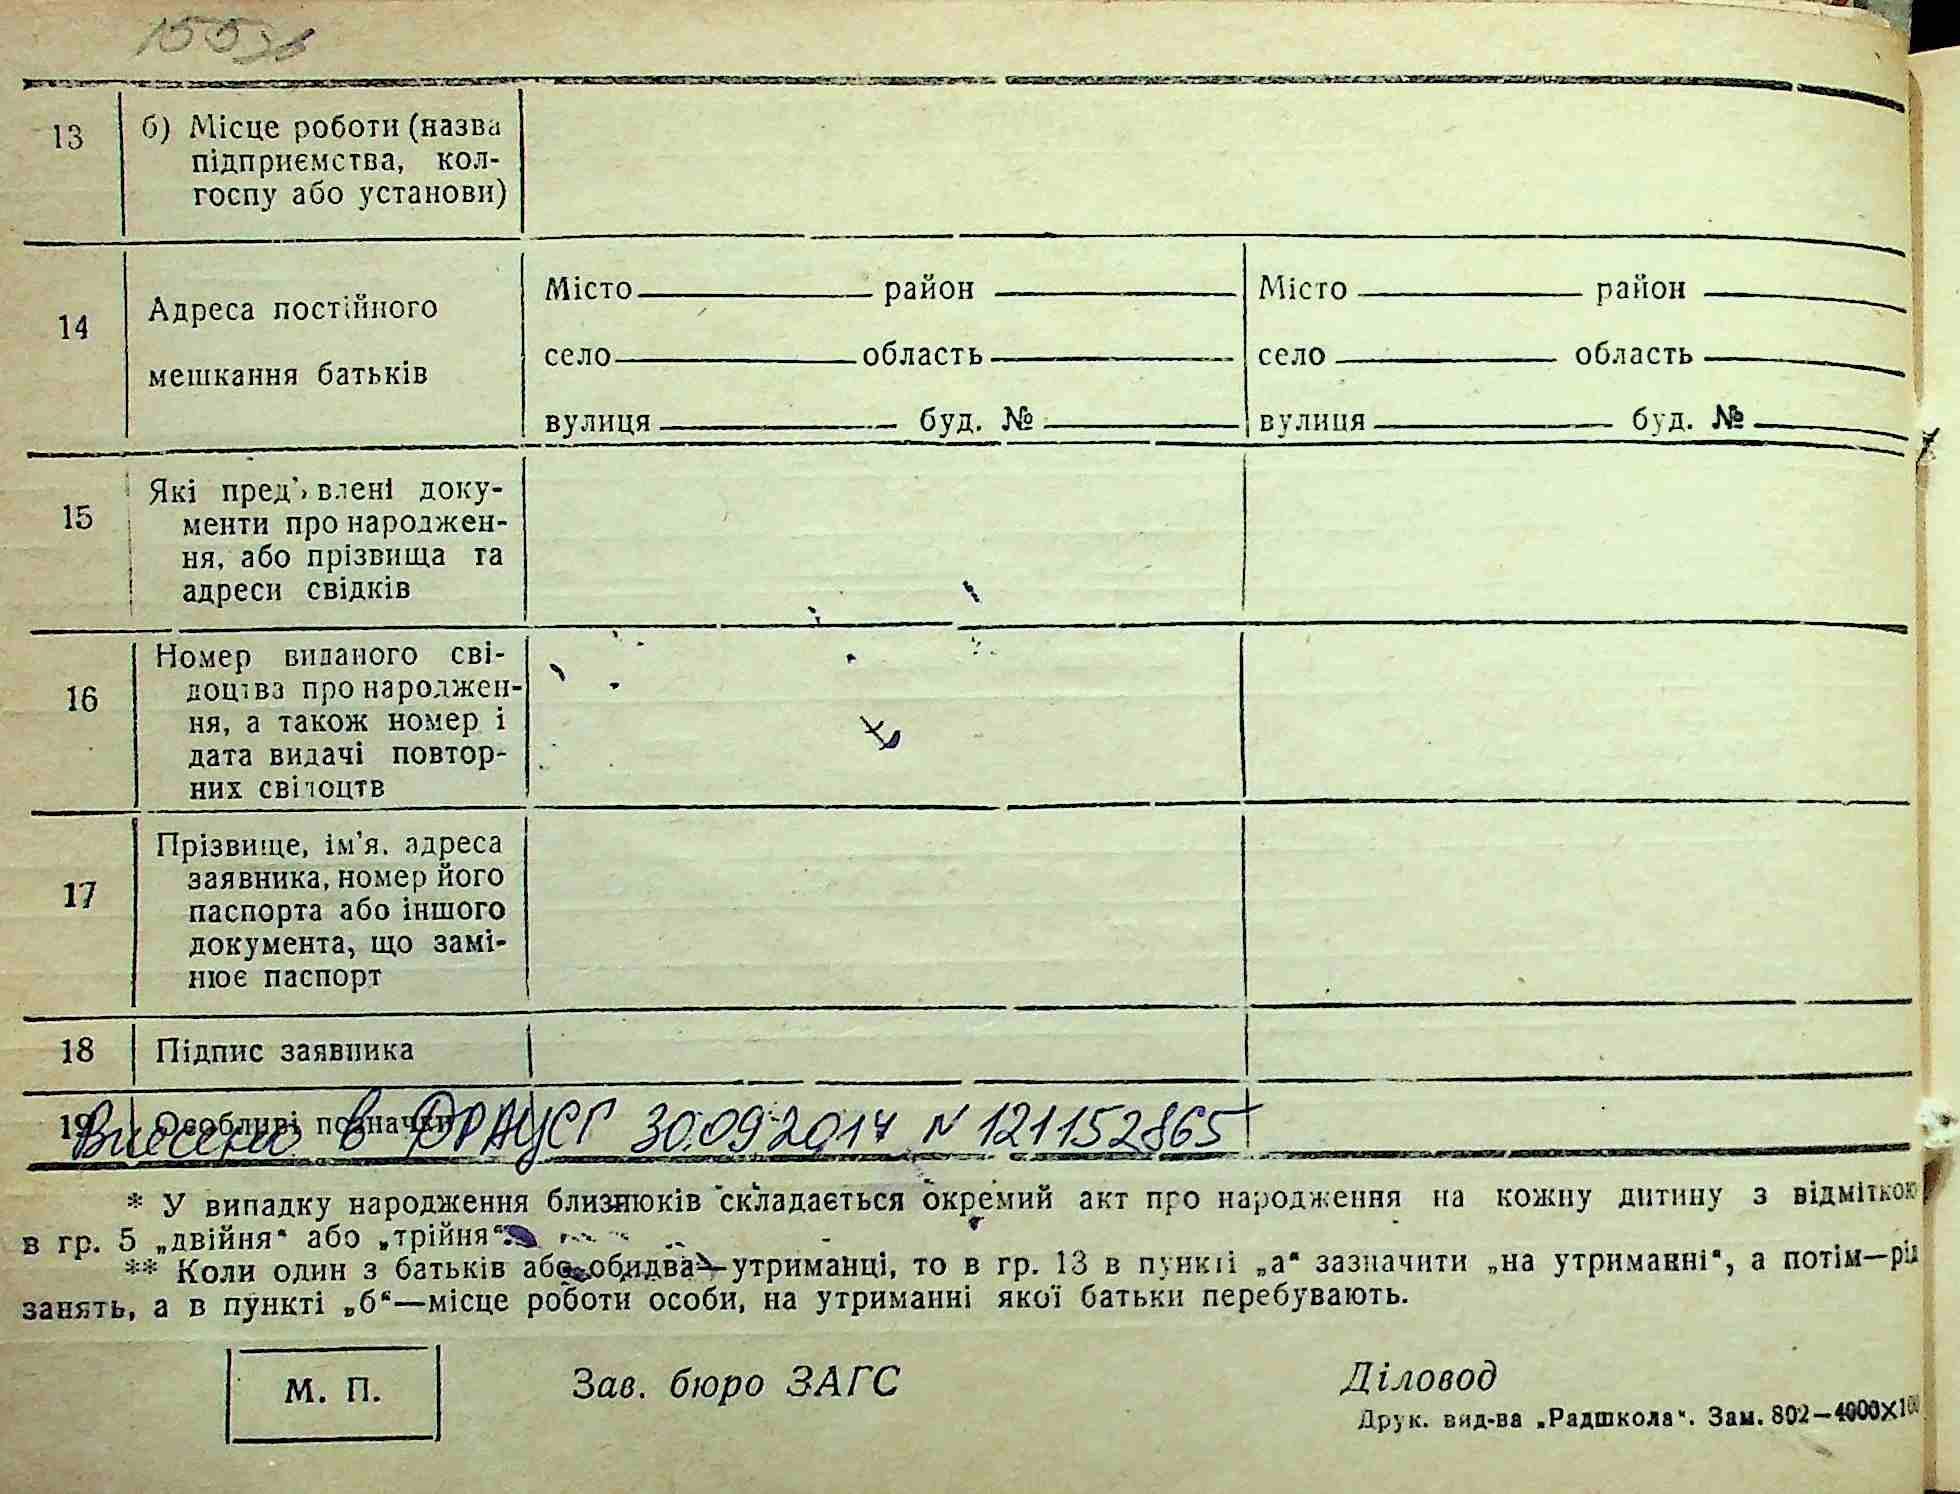 155зв
13 б) Місце роботи (назва
підприємства, кол-
госпу або установи)
14 Адреса постійного
мешкання батьків
Місто район Місто район
село область село область
вулиця буд. № вулиця буд. №
15 Які пред'явлені доку-
менти про народжен-
ня, або прізвища та
адреси свідків
16 Номер виданого сві-
доцтва про народжен-
ня, а також номер і
дата видачі повтор-
них свідоцтв
17 Прізвище, ім'я, адреса
заявника, номер його
паспорта або іншого
документа, що замі-
нює паспорт
18 Підпис заявника
19 Особливі позначки
Внесено в ДРАЦСГ 30.09.2017 N 121152865
* У випадку народження близнюків складається окремий акт про народження на кожну дитину з відміткою
в гр. 5 „двійня“ або „трійня“.
** Коли один з батьків або обидва—утриманці, то в гр. 13 в пункті „а“ зазначити „на утриманні“, а потім—рід
занять, а в пункті „б“—місце роботи особи, на утриманні якої батьки перебувають.
М. П. Зав. бюро ЗАГС Діловод
Друк. вид-ва „Радшкола“. Зам. 802—4000×100